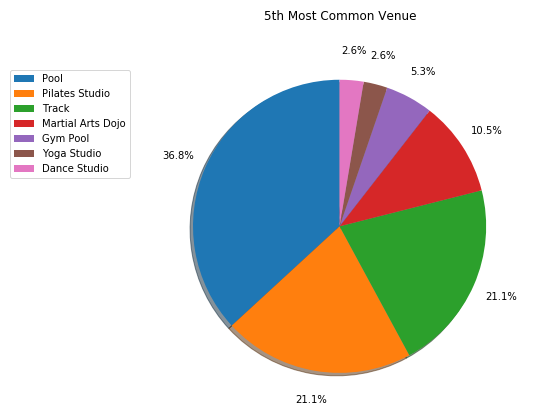 5th Most Common Venue
Pool
Pilates Studio
Track
Martial Arts Dojo
Gym Pool
Yoga Studio
Dance Studio
2.6%
2.6%
5.3%
10.5%
36.8%
21.1%
21.1%